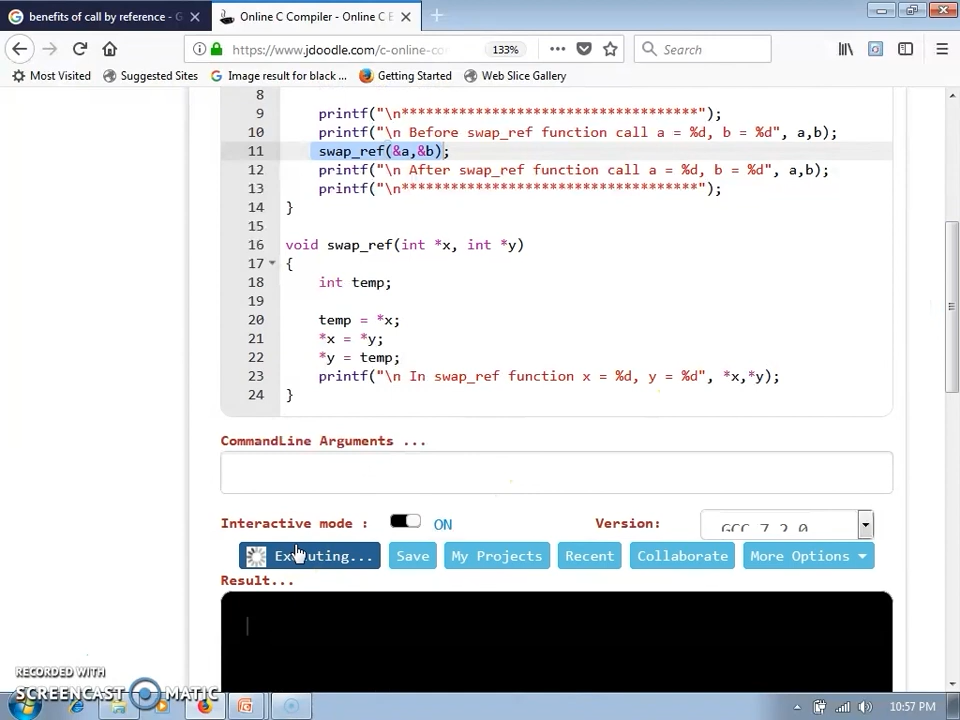 benefits of call by reference - G
Online C Compiler - Online C E
https://www.jdoodle.com/c-online-co
133%
Search
Most Visited
Suggested Sites
Image result for black ...
Getting Started
Web Slice Gallery
8
9 printf("\n************************************");
10 printf("\n Before swap_ref function call a = %d, b = %d", a,b);
11 swap_ref(&a,&b);
12 printf("\n After swap_ref function call a = %d, b = %d", a,b);
13 printf("\n************************************");
14 }
15
16 void swap_ref(int *x, int *y)
17 {
18 int temp;
19
20 temp = *x;
21 *x = *y;
22 *y = temp;
23 printf("\n In swap_ref function x = %d, y = %d", *x,*y);
24 }
CommandLine Arguments ...
Interactive mode : ON
Version: GCC 7.2.0
Executing...
Save
My Projects
Recent
Collaborate
More Options
Result...
RECORDED WITH
SCREENCAST MATIC
10:57 PM